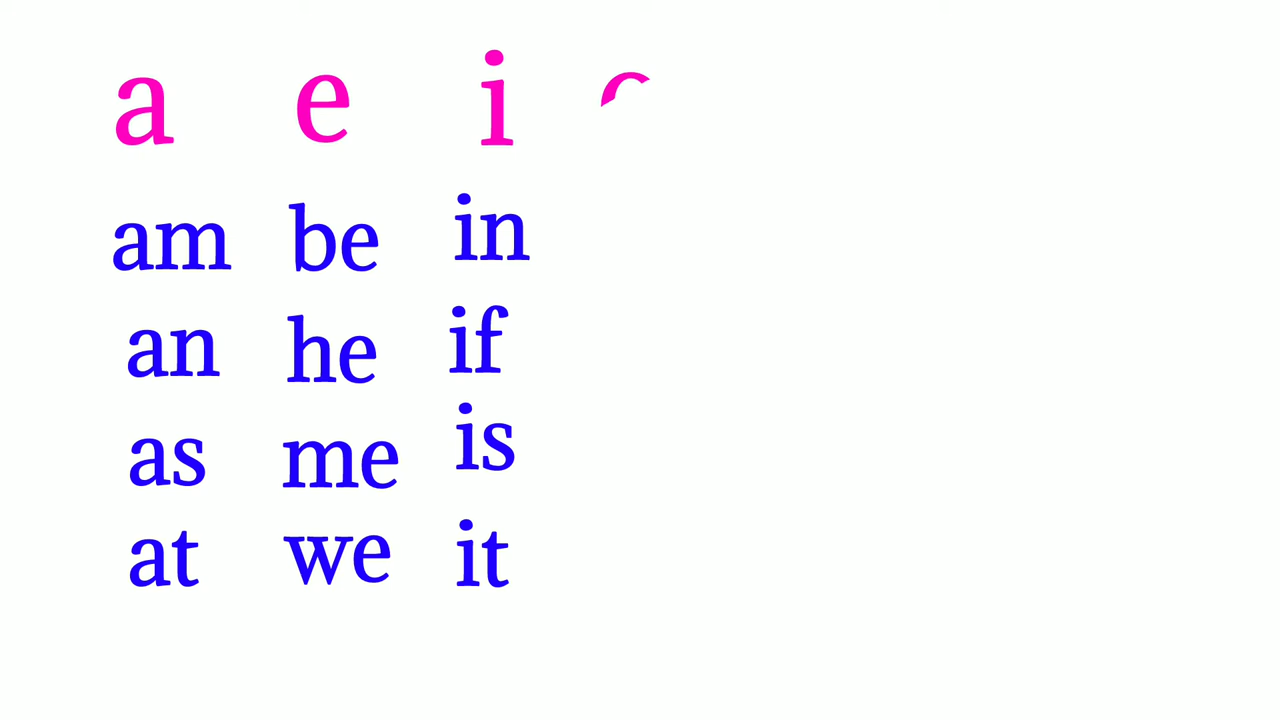 a e i
am be in
an he if
as me is
at we it